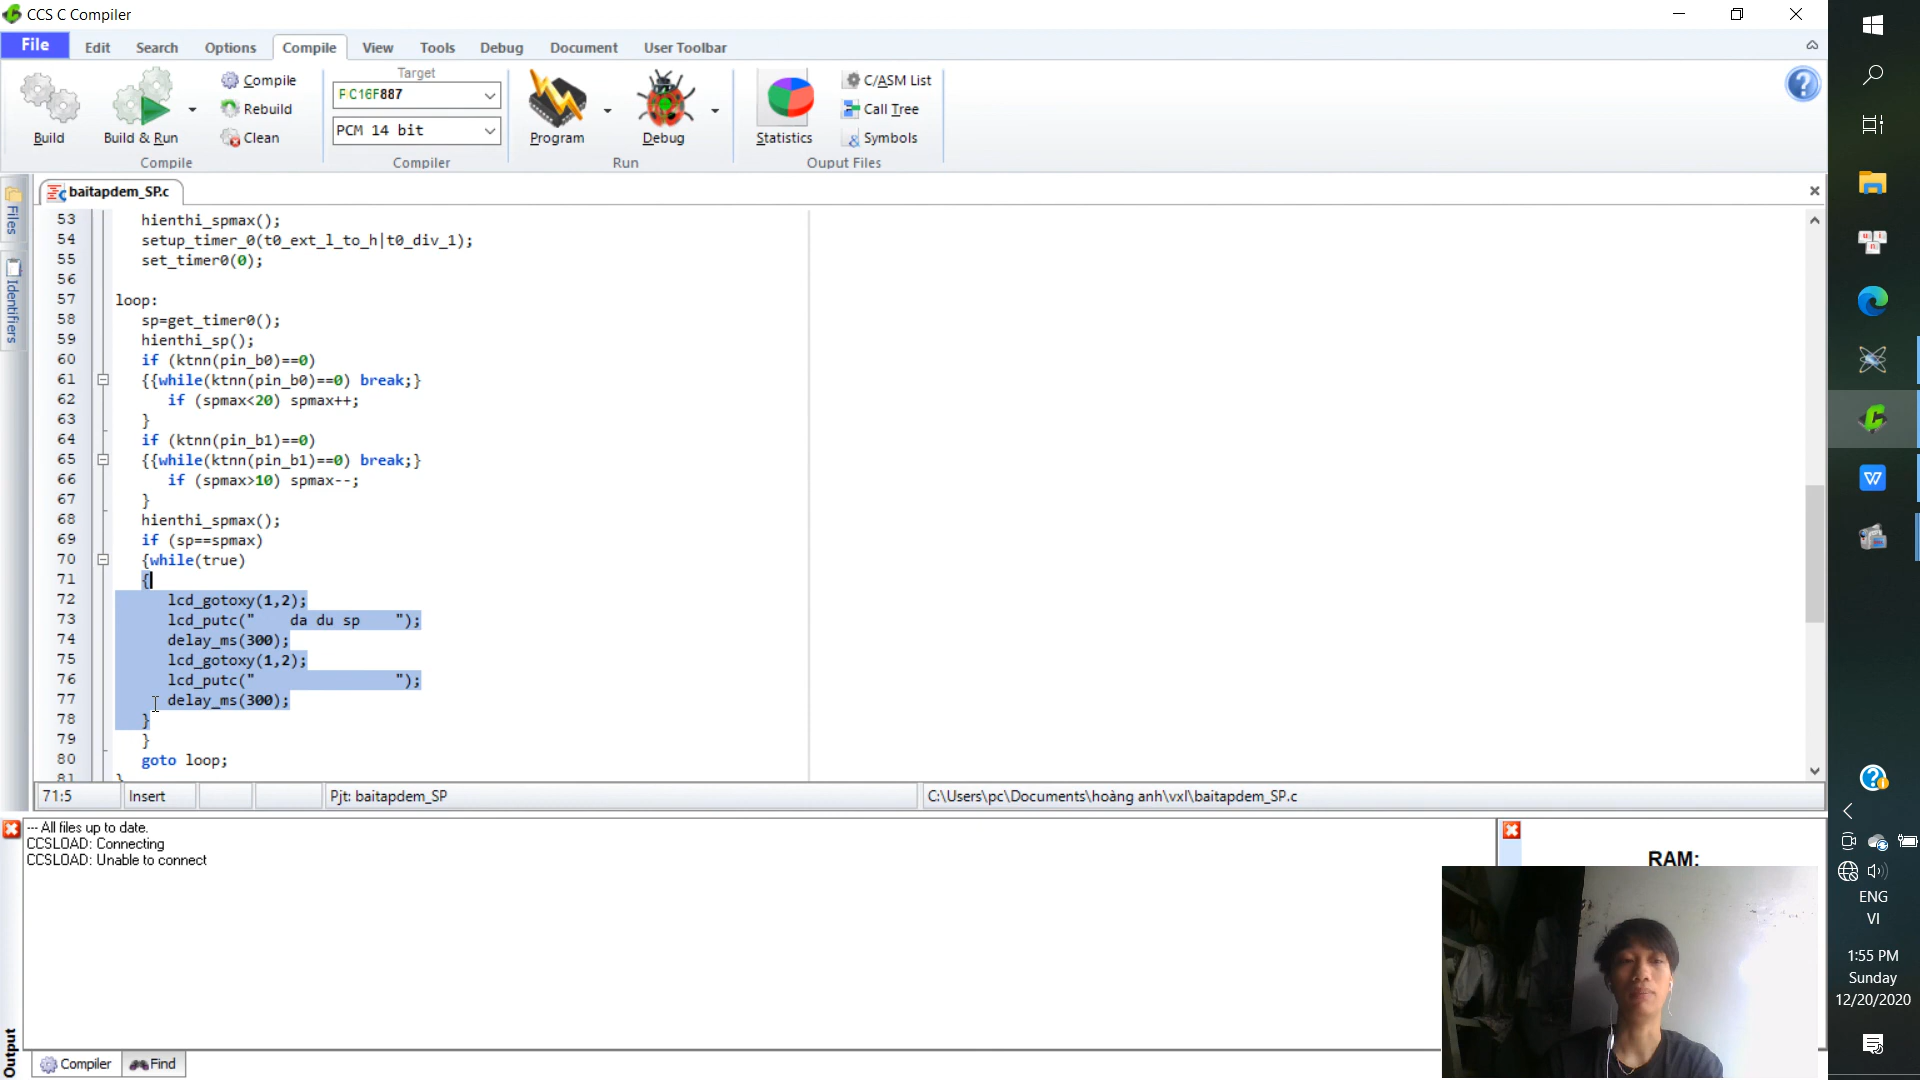 CCS C Compiler
File Edit Search Options Compile View Tools Debug Document User Toolbar
Build
Build & Run
Compile
Rebuild
Clean
Compile
Target
PCM 14 bit
Compiler
Program
Debug
Run
Statistics
C/ASM List
Call Tree
Symbols
Ouput Files
Files
Identifiers
baitapdem_SP.c
53 hienthi_spmax();
54 setup_timer_0(t0_ext_l_to_h|t0_div_1);
55 set_timer0(0);
56
57 loop:
58 sp=get_timer0();
59 hienthi_sp();
60 if (ktnn(pin_b0)==0)
61 {{while(ktnn(pin_b0)==0) break;}
62 if (spmax<20) spmax++;
63 }
64 if (ktnn(pin_b1)==0)
65 {{while(ktnn(pin_b1)==0) break;}
66 if (spmax>10) spmax--;
67 }
68 hienthi_spmax();
69 if (sp==spmax)
70 {while(true)
71 {
72 lcd_gotoxy(1,2);
73 lcd_putc("    da du sp    ");
74 delay_ms(300);
75 lcd_gotoxy(1,2);
76 lcd_putc("                ");
77 delay_ms(300);
78 }
79 }
80 goto loop;
81 }
71:5 Insert Pjt: baitapdem_SP C:\Users\pc\Documents\hoàng anh\vxl\baitapdem_SP.c
--- All files up to date.
CCSLOAD: Connecting
CCSLOAD: Unable to connect
RAM:
Output
Compiler Find
ENG
VI
1:55 PM
Sunday
12/20/2020